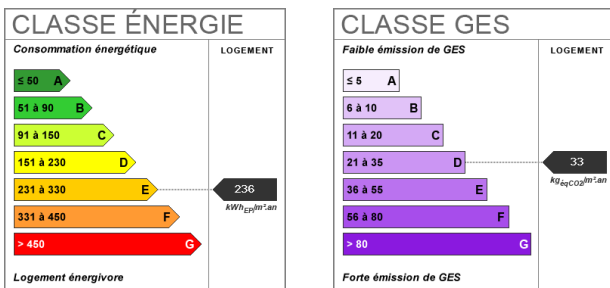 CLASSE ÉNERGIE
Consommation énergétique
LOGEMENT
≤ 50 A
51 à 90 B
91 à 150 C
151 à 230 D
231 à 330 E
236
kWhEP/m².an
331 à 450 F
> 450 G
Logement énergivore
CLASSE GES
Faible émission de GES
LOGEMENT
≤ 5 A
6 à 10 B
11 à 20 C
21 à 35 D
33
kgéqCO2/m².an
36 à 55 E
56 à 80 F
> 80 G
Forte émission de GES